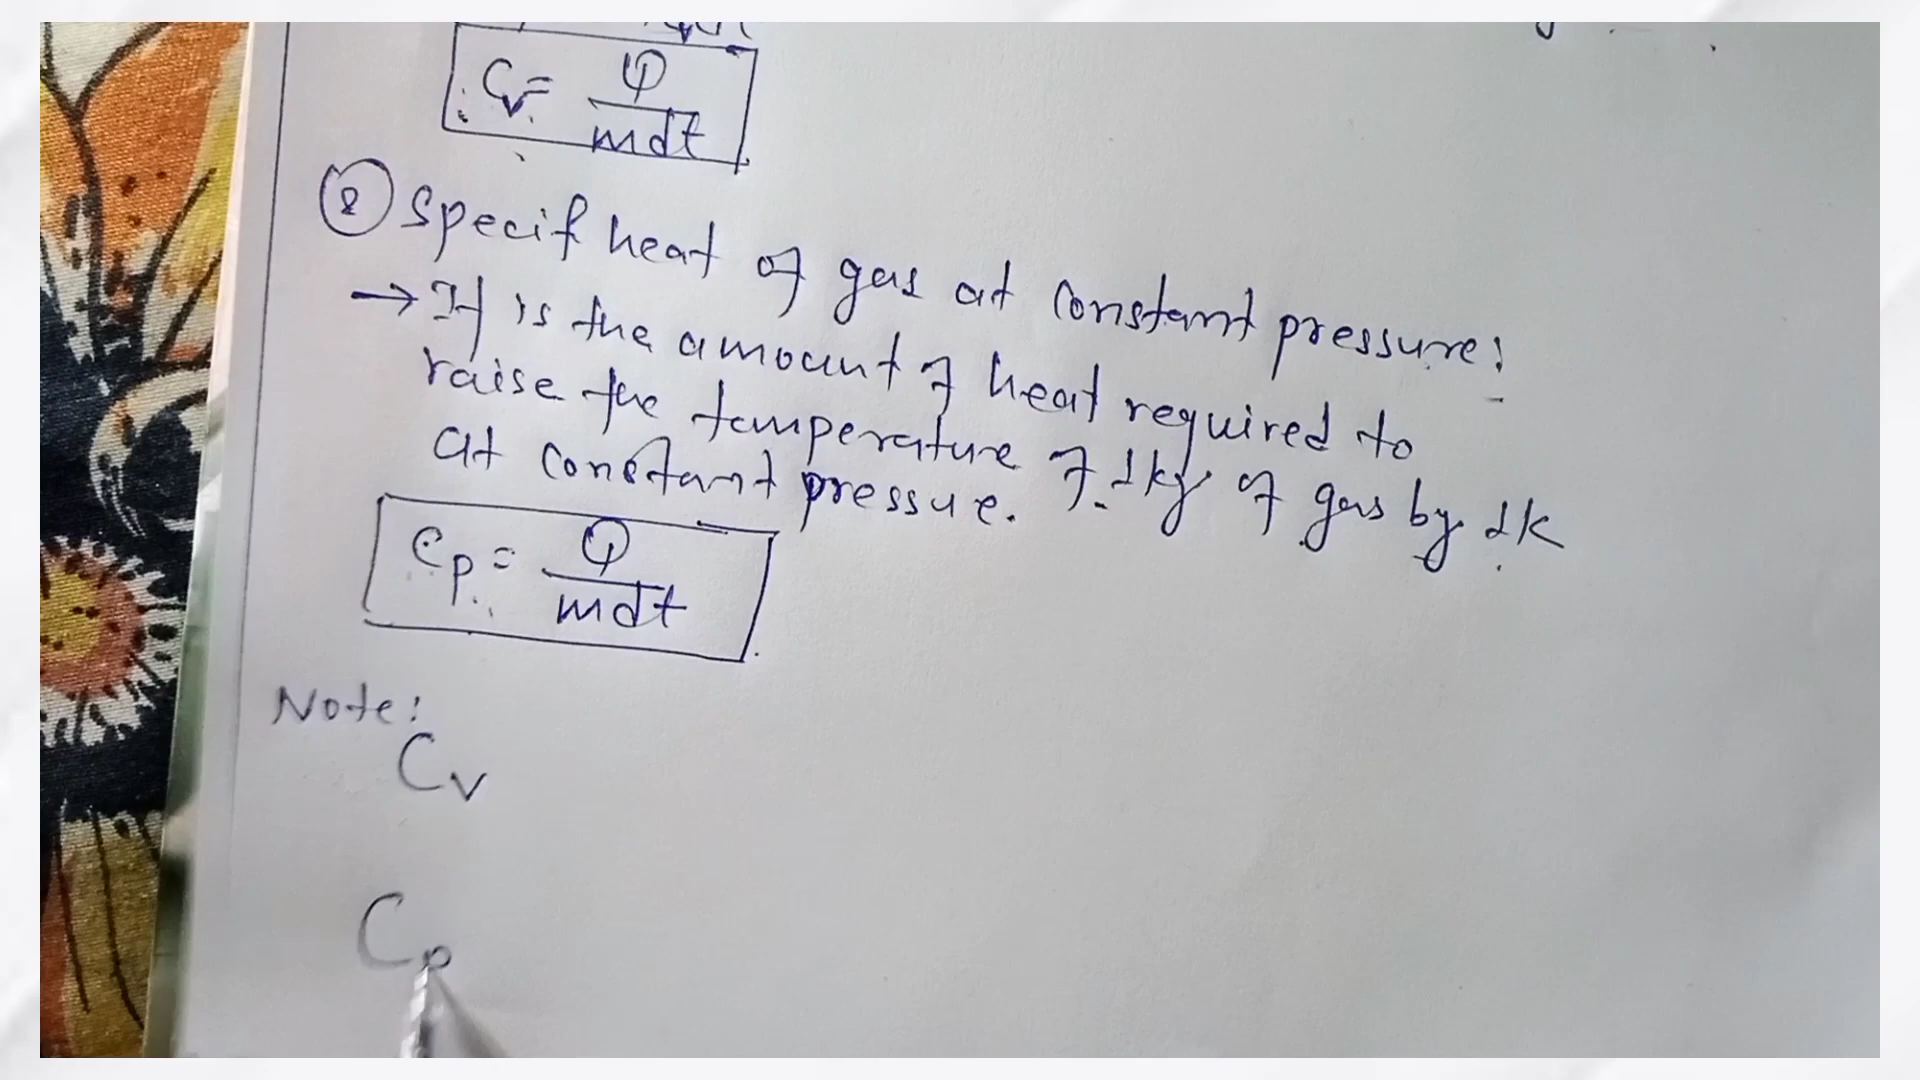 Cv = Q
mdt
② Specif heat of gas at constant pressure:
→ It is the amount of heat required to
raise the temperature of 1kg of gas by 1K
at constant pressue.
Cp = Q
mdt
Note:
Cv
Cp